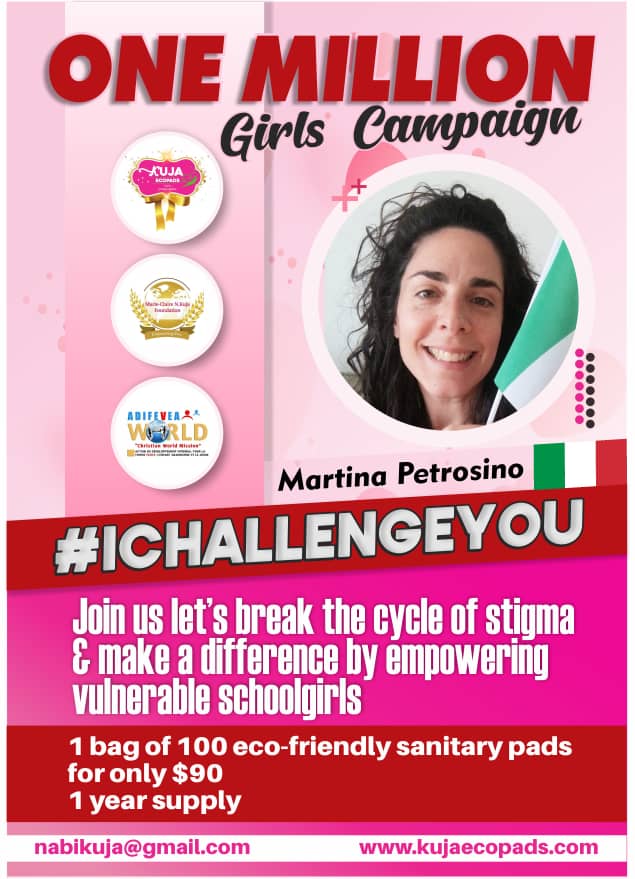 ONE MILLION
Girls Campaign
KUJA
ECOPADS
Marie-Claire N.Kuja
Foundation
ADIFEVEA
WORLD
"Christian World Mission"
Martina Petrosino
#ICHALLENGEYOU
Join us let's break the cycle of stigma
& make a difference by empowering
vulnerable schoolgirls
1 bag of 100 eco-friendly sanitary pads
for only $90
1 year supply
nabikuja@gmail.com www.kujaecopads.com